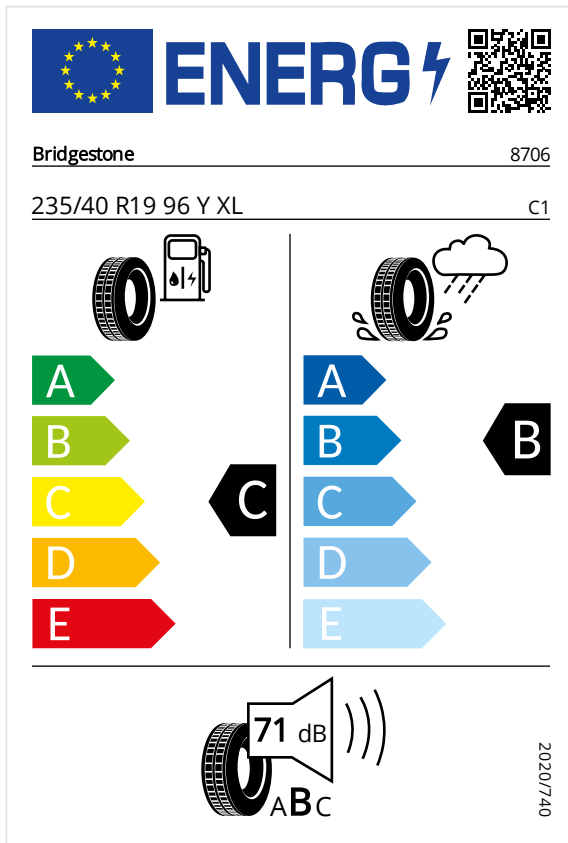 ENERG
Bridgestone 8706
235/40 R19 96 Y XL C1
A A
B B B
C C C
D D
E E
71 dB
ABC
2020/740